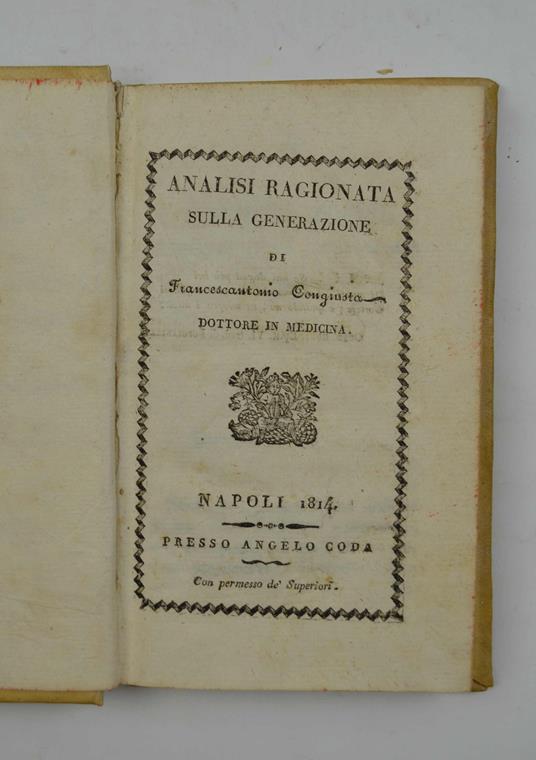 ANALISI RAGIONATA
SULLA GENERAZIONE
DI
Francescantonio Congiusta
DOTTORE IN MEDICINA.
NAPOLI 1814.
PRESSO ANGELO CODA
Con permesso de' Superiori.